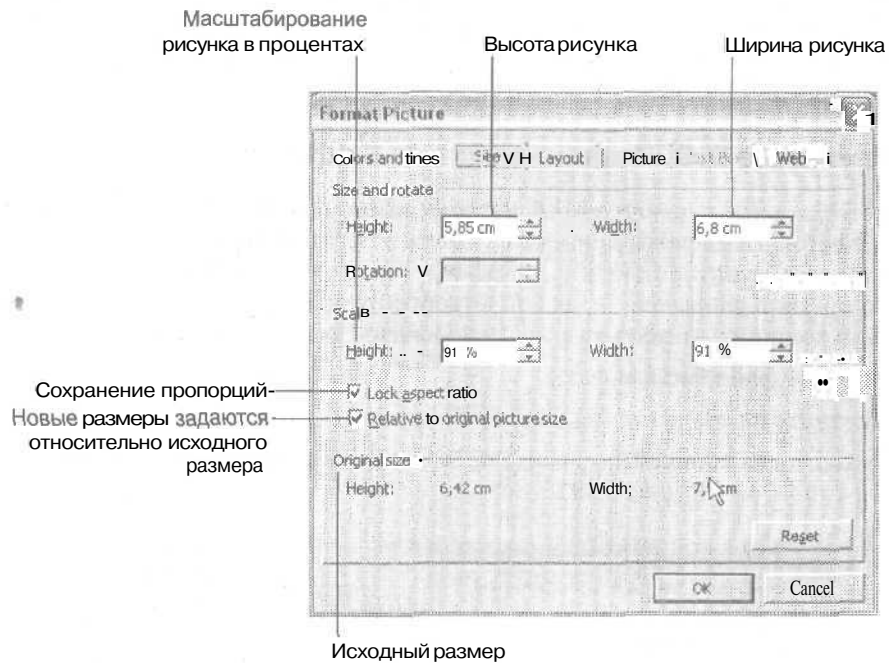 Масштабирование
рисунка в процентах
Высота рисунка
Ширина рисунка
Format Picture
Colors and tines
Layout
Picture
Web
Size and rotate
Height: 5,85 cm Width: 6,8 cm
Rotation:
Height: 91 % Width: 91 %
Сохранение пропорций
Lock aspect ratio
Новые размеры задаются
относительно исходного
размера
Relative to original picture size
Original size
Height: 6,42 cm Width; cm
Reset
OK Cancel
Исходный размер